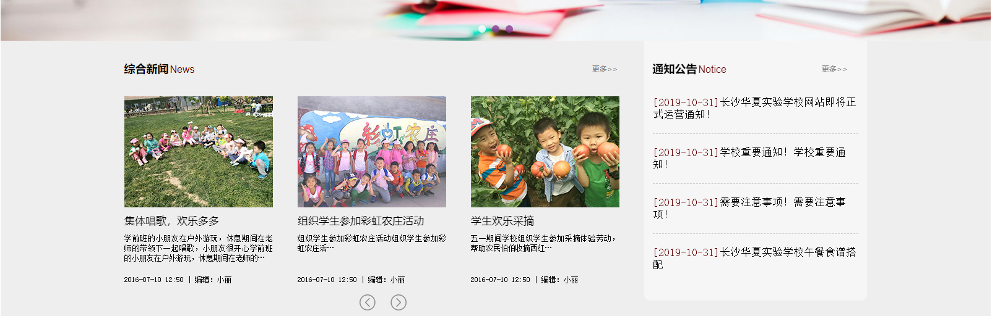 综合新闻News
更多>>
彩虹农庄
集体唱歌，欢乐多多
学前班的小朋友在户外游玩，休息期间在老
师的带领下一起唱歌，小朋友很开心学前班
的小朋友在户外游玩，休息期间在老师的…
2016-07-10 12:50 | 编辑：小丽
组织学生参加彩虹农庄活动
组织学生参加彩虹农庄活动组织学生参加彩
虹农庄活…
2016-07-10 12:50 | 编辑：小丽
学生欢乐采摘
五一期间学校组织学生参加采摘体验劳动，
帮助农民伯伯收摘西红…
2016-07-10 12:50 | 编辑：小丽
通知公告Notice
更多>>
[2019-10-31]长沙华夏实验学校网站即将正
式运营通知！
[2019-10-31]学校重要通知！学校重要通
知！
[2019-10-31]需要注意事项！需要注意事
项！
[2019-10-31]长沙华夏实验学校午餐食谱搭
配